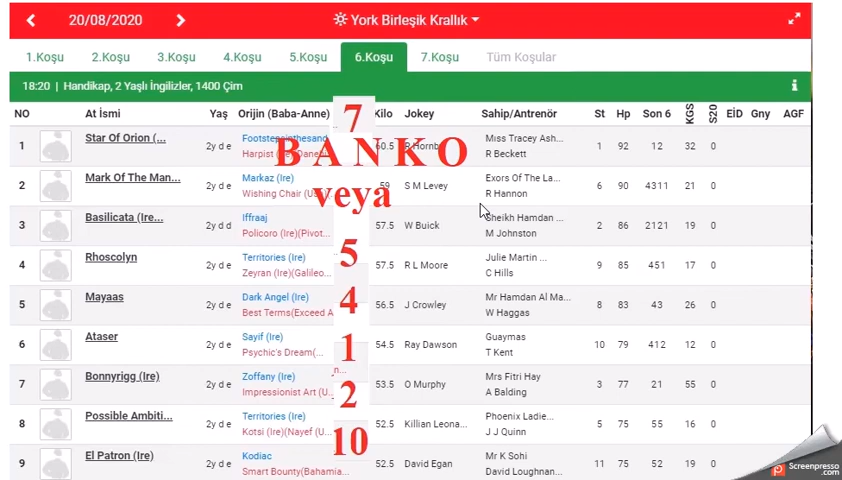 20/08/2020 York Birleşik Krallık
1.Koşu 2.Koşu 3.Koşu 4.Koşu 5.Koşu 6.Koşu 7.Koşu Tüm Koşular
18:20 | Handikap, 2 Yaşlı İngilizler, 1400 Çim
NO At İsmi Yaş Orijin (Baba-Anne) Kilo Jokey Sahip/Antrenör St Hp Son 6 KGS S20 EİD Gny AGF
7
BANKO
veya
5
4
1
2
10
1 Star Of Orion (... 2y d e Footstepsinthesand 60.5 Miss Tracey Ash... 1 92 12 32 0
Harpist R Beckett
2 Mark Of The Man... 2y d e Markaz (Ire) 59 S M Levey Exors Of The La... 6 90 4311 21 0
Wishing Chair R Hannon
3 Basilicata (Ire... 2y d d Iffraaj 57.5 W Buick Sheikh Hamdan ... 2 86 2121 19 0
Policoro (Ire)(Pivot... M Johnston
4 Rhoscolyn 2y d e Territories (Ire) 57.5 R L Moore Julie Martin ... 9 85 451 17 0
Zeyran (Ire)(Galileo... C Hills
5 Mayaas 2y d e Dark Angel (Ire) 56.5 J Crowley Mr Hamdan Al Ma... 8 83 43 26 0
Best Terms(Exceed A W Haggas
6 Ataser 2y d e Sayif (Ire) 54.5 Ray Dawson Guaymas 10 79 412 12 0
Psychic's Dream(... T Kent
7 Bonnyrigg (Ire) 2y d e Zoffany (Ire) 53.5 O Murphy Mrs Fitri Hay 3 77 21 55 0
Impressionist Art (U... A Balding
8 Possible Ambiti... 2y d e Territories (Ire) 52.5 Killian Leona... Phoenix Ladie... 5 75 55 16 0
Kotsi (Ire)(Nayef (U... J J Quinn
9 El Patron (Ire) 2y d e Kodiac 52.5 David Egan Mr K Sohi 11 75 52 19 0
Smart Bounty(Bahamia... David Loughnan...
Screenpresso
.com